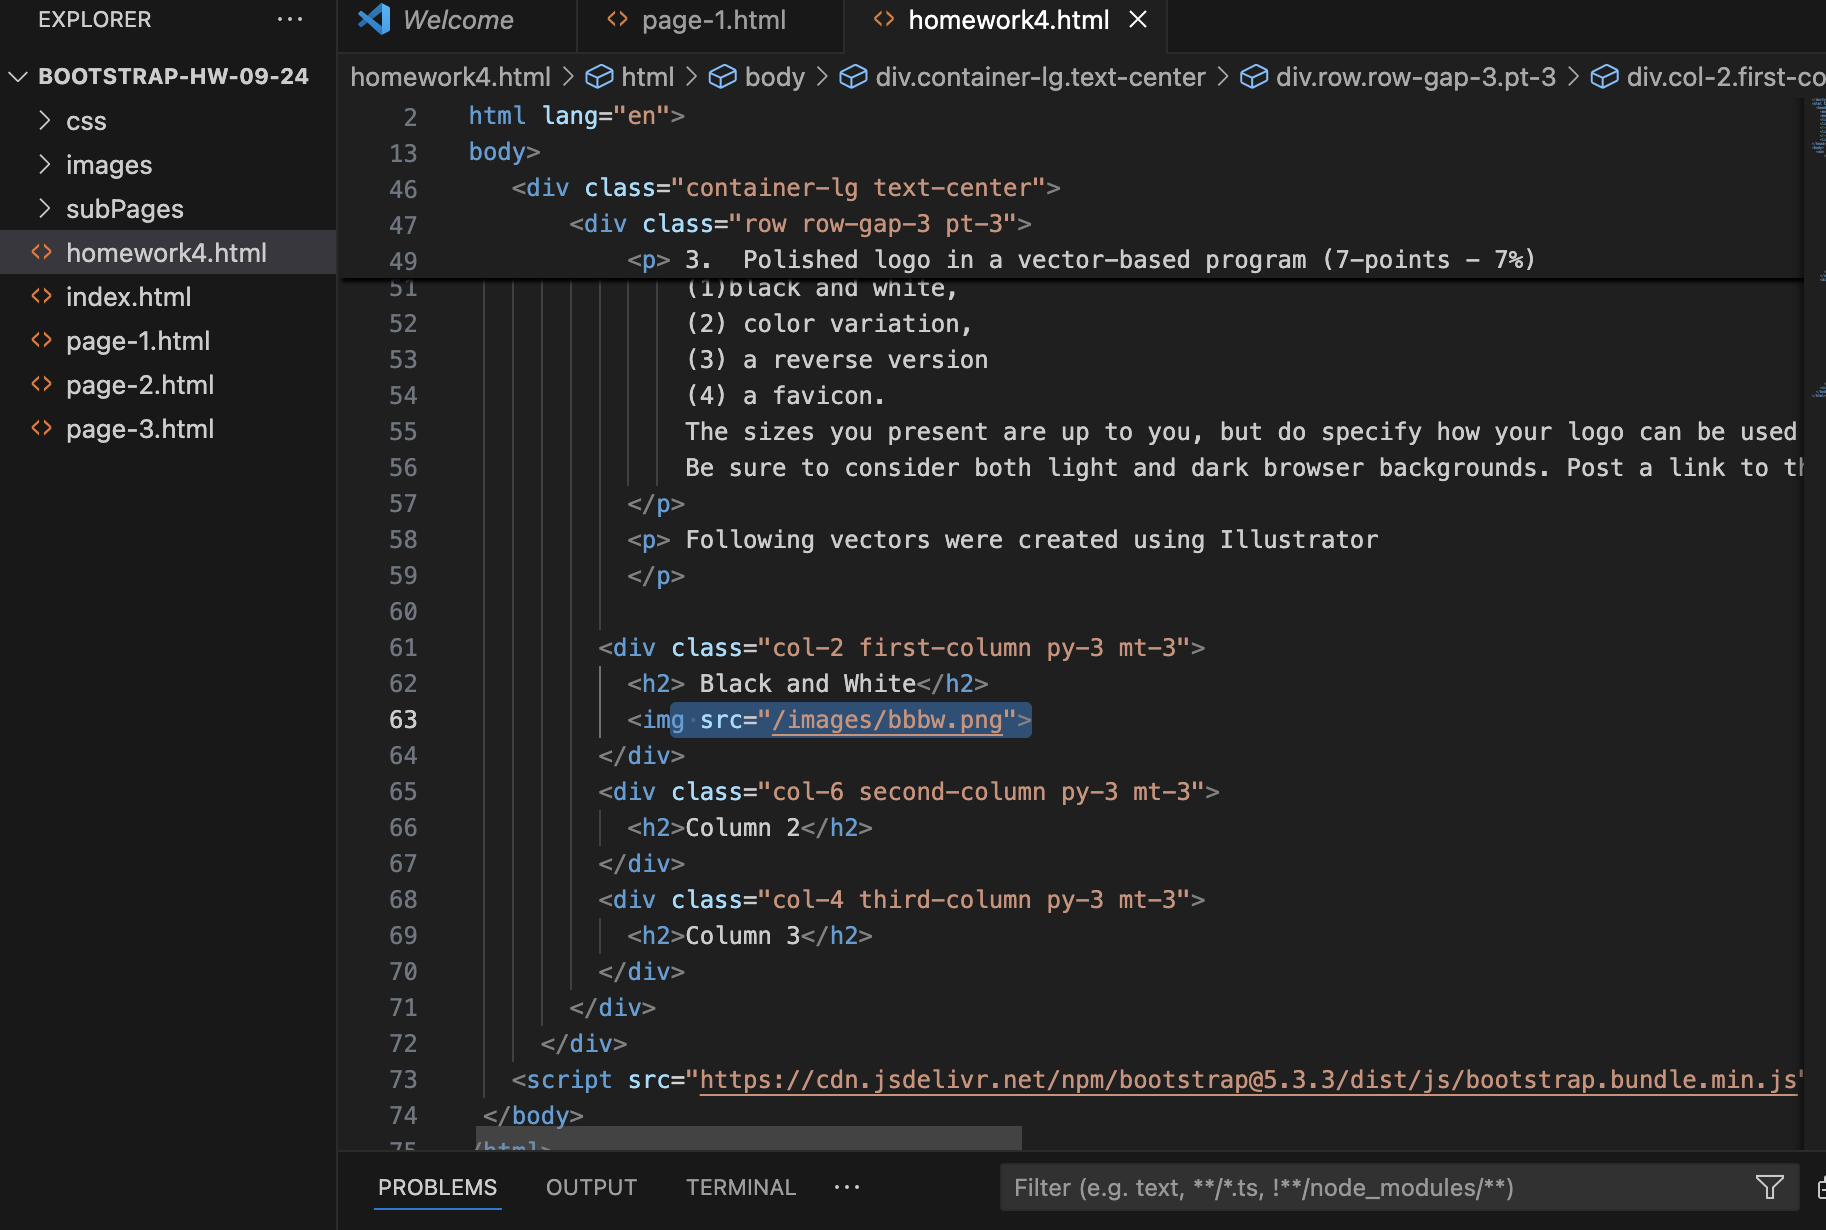 EXPLORER ...
BOOTSTRAP-HW-09-24
css
images
subPages
homework4.html
index.html
page-1.html
page-2.html
page-3.html
Welcome page-1.html homework4.html
homework4.html > html > body > div.container-lg.text-center > div.row.row-gap-3.pt-3 > div.col-2.first-co
2 html lang="en">
13 body>
46 <div class="container-lg text-center">
47 <div class="row row-gap-3 pt-3">
49 <p> 3.  Polished logo in a vector-based program (7-points - 7%)
51 (1)black and white,
52 (2) color variation,
53 (3) a reverse version
54 (4) a favicon.
55 The sizes you present are up to you, but do specify how your logo can be used
56 Be sure to consider both light and dark browser backgrounds. Post a link to th
57 </p>
58 <p> Following vectors were created using Illustrator
59 </p>
60
61 <div class="col-2 first-column py-3 mt-3">
62 <h2> Black and White</h2>
63 <img src="/images/bbbw.png">
64 </div>
65 <div class="col-6 second-column py-3 mt-3">
66 <h2>Column 2</h2>
67 </div>
68 <div class="col-4 third-column py-3 mt-3">
69 <h2>Column 3</h2>
70 </div>
71 </div>
72 </div>
73 <script src="https://cdn.jsdelivr.net/npm/bootstrap@5.3.3/dist/js/bootstrap.bundle.min.js"
74 </body>
75 /html>
PROBLEMS OUTPUT TERMINAL ... Filter (e.g. text, **/*.ts, !**/node_modules/**)